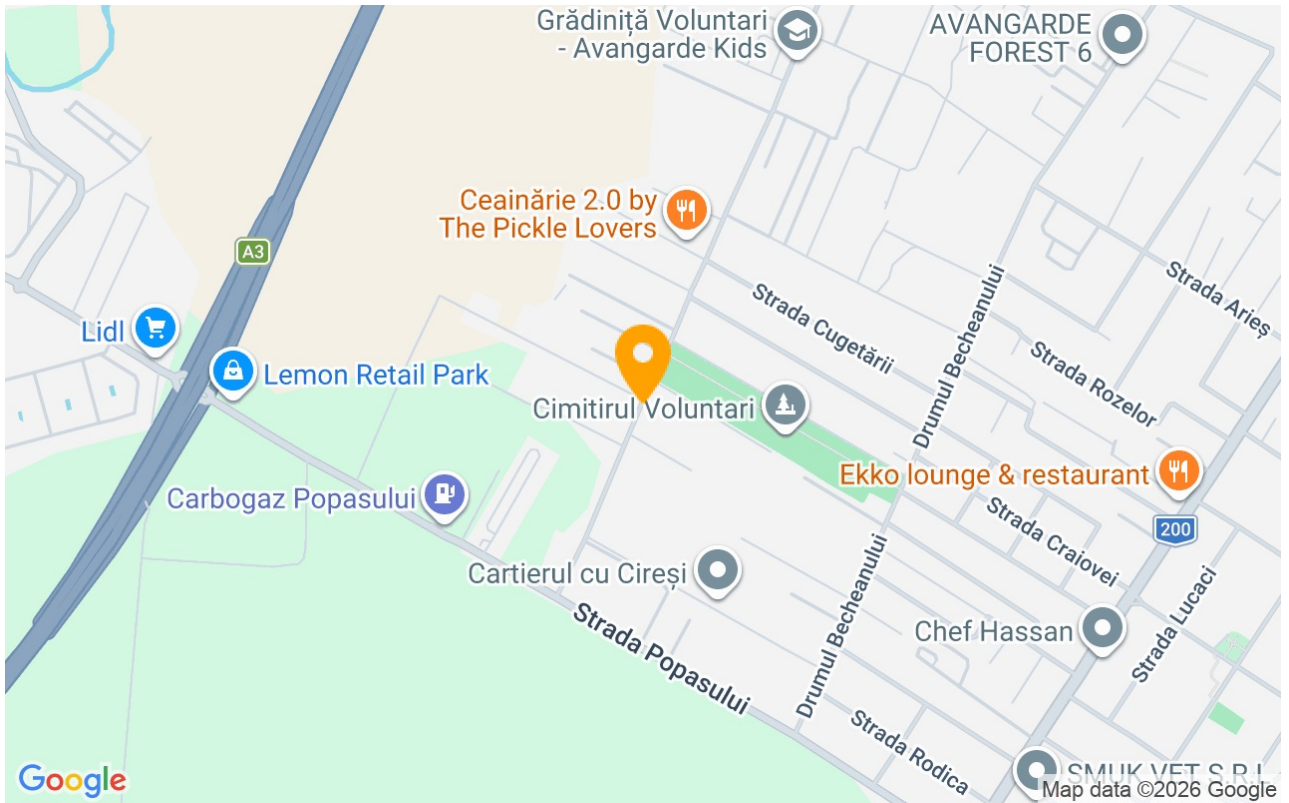 Grădiniță Voluntari
- Avangarde Kids
AVANGARDE
FOREST 6
Ceainărie 2.0 by
The Pickle Lovers
A3
Strada Arieș
Strada Cugetării
Drumul Becheanului
Lidl
Lemon Retail Park
Strada Rozelor
Cimitirul Voluntari
Ekko lounge & restaurant
Carbogaz Popasului
Strada Craiovei
200
Cartierul cu Cireși
Drumul Becheanului
Strada Lucaci
Chef Hassan
Strada Popasului
Strada Rodica
SMUK VET S.R.L
Google
Map data ©2026 Google